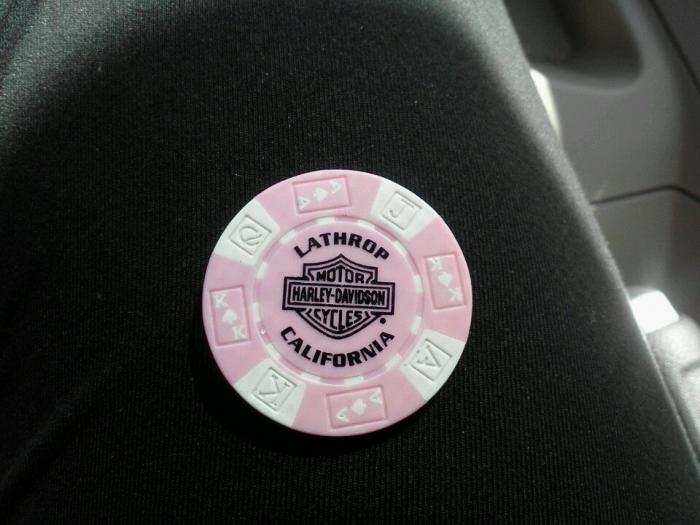 LATHROP
MOTOR
HARLEY-DAVIDSON
CYCLES
CALIFORNIA
A A
J
K K
A
A A
K
K K
Q